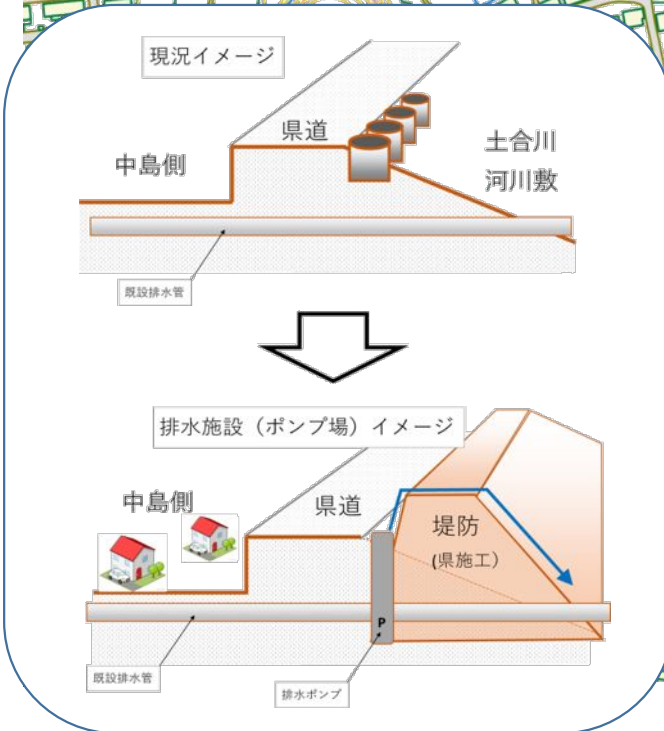 現況イメージ
県道
中島側
土合川
河川敷
既設排水管
排水施設（ポンプ場）イメージ
中島側
県道
堤防
(県施工）
P
既設排水管
排水ポンプ